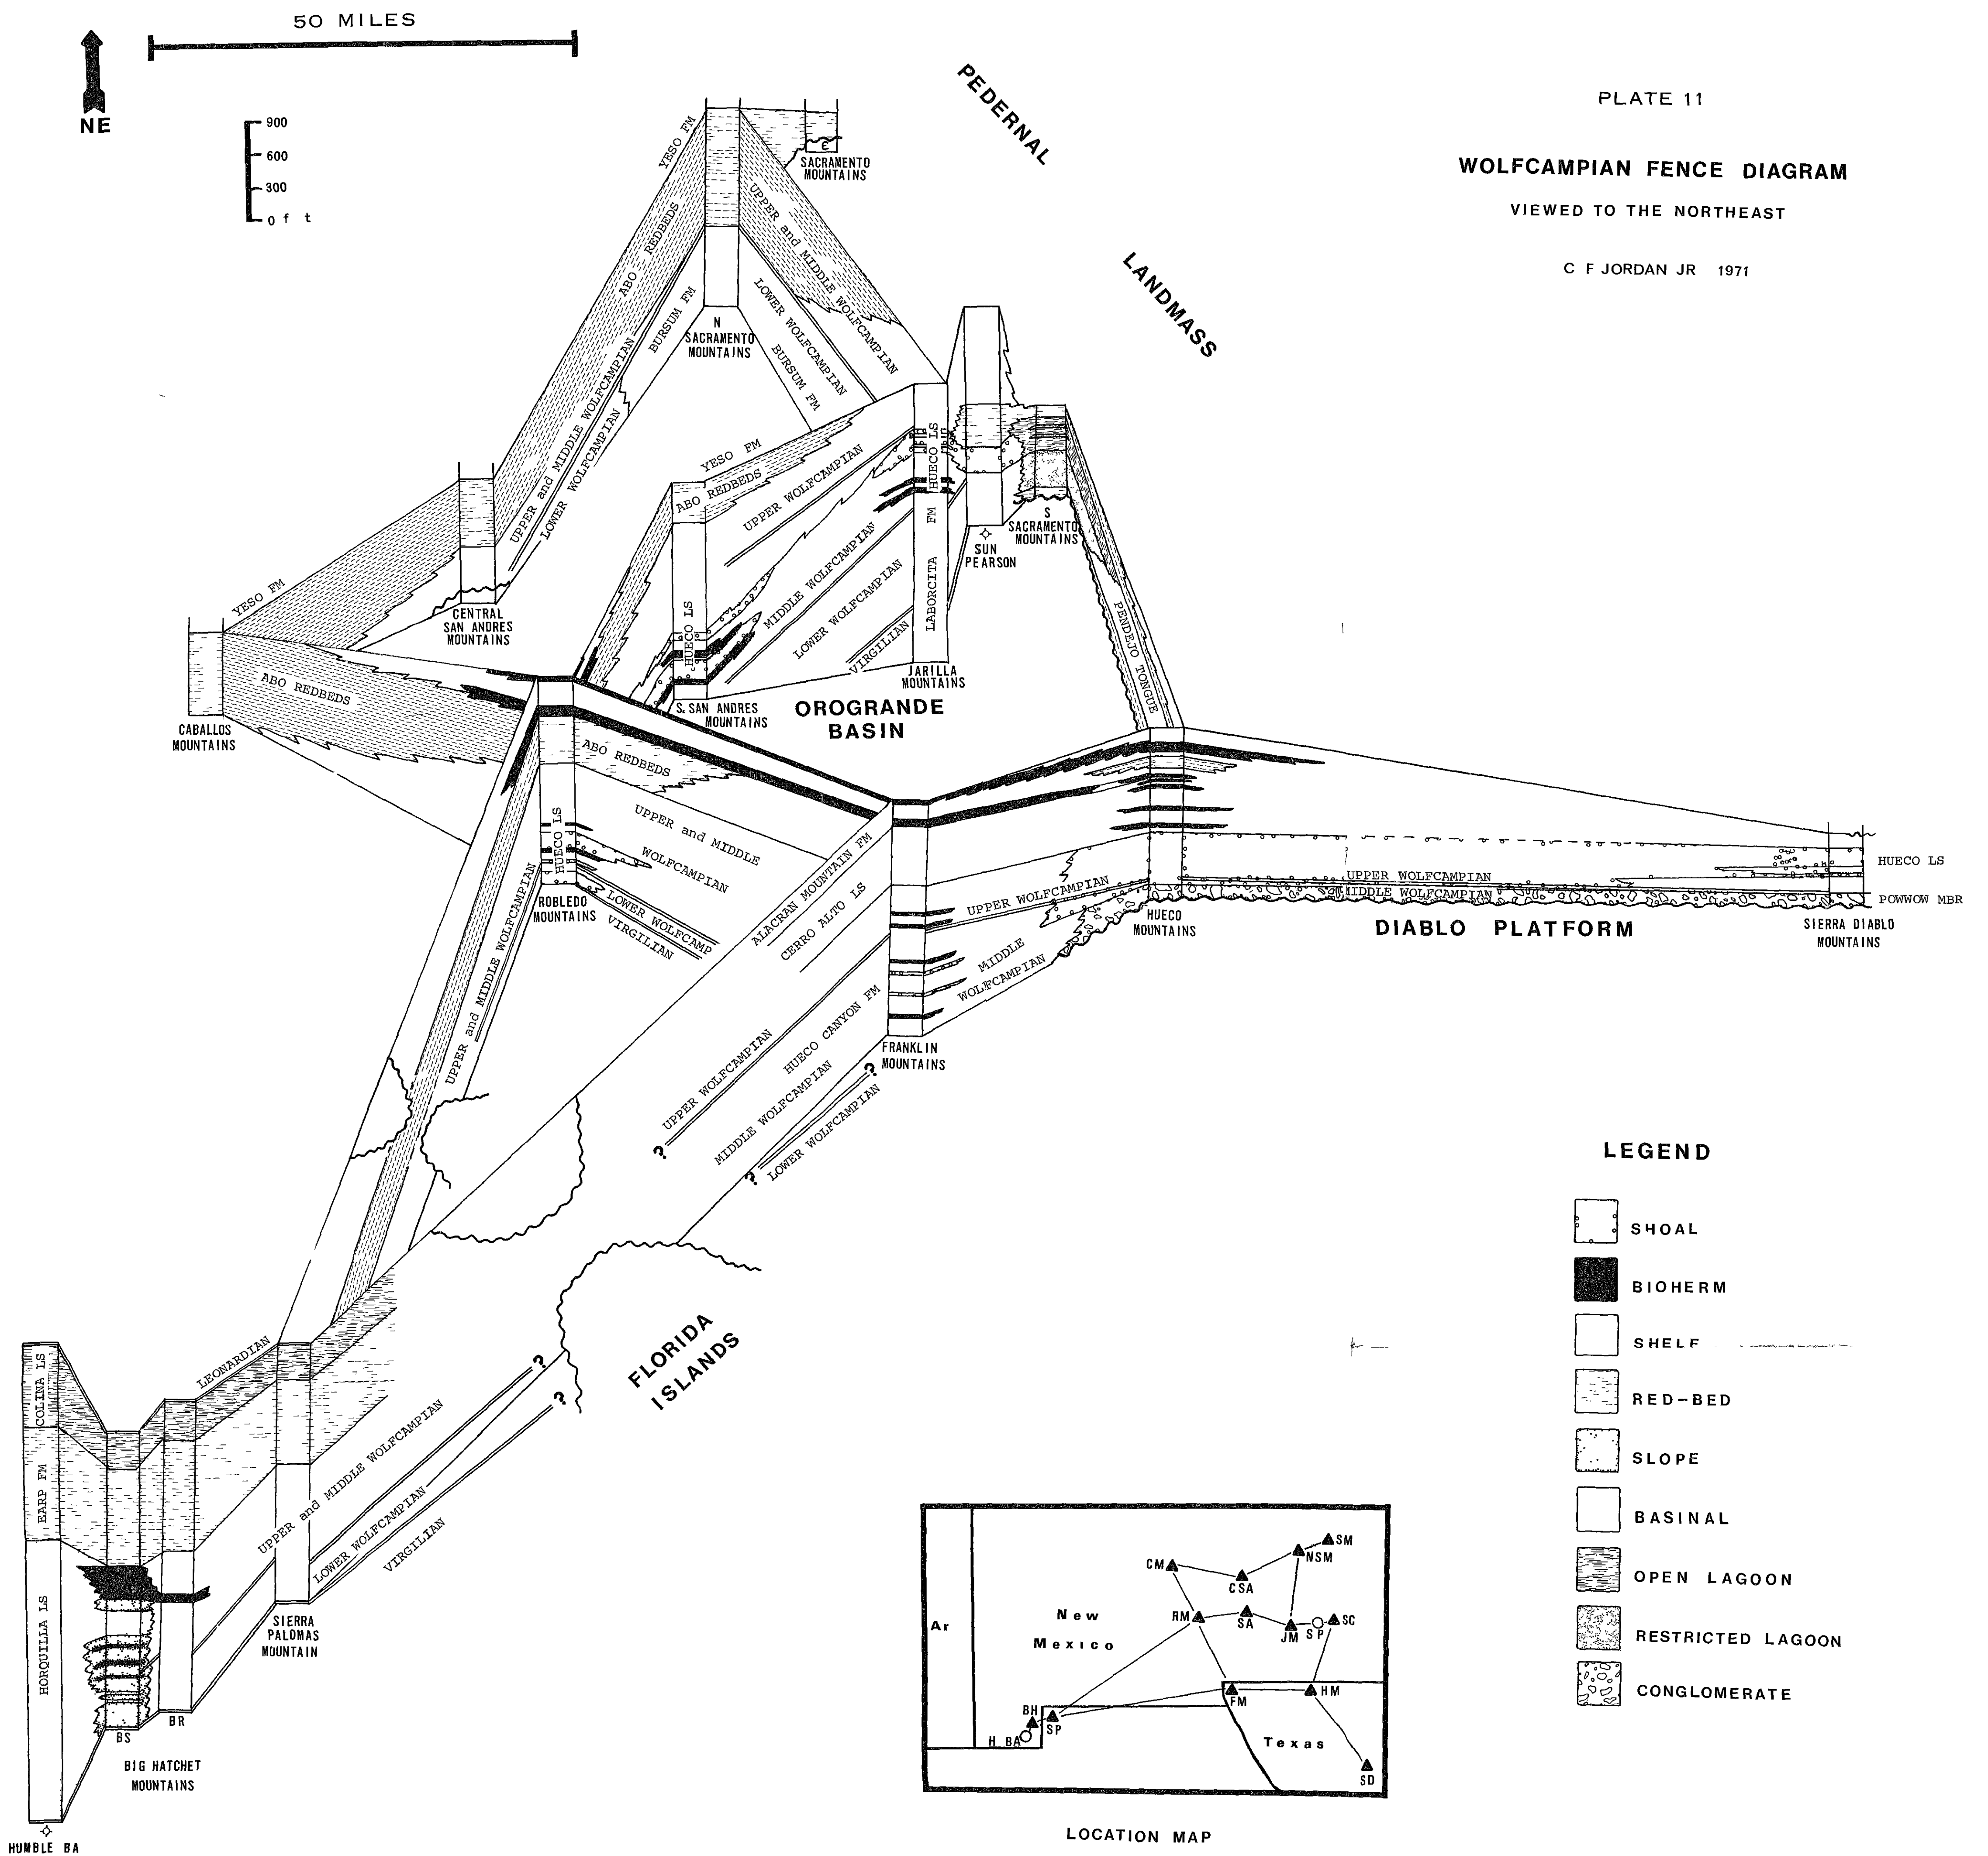 50 MILES
NE
900
600
300
0 f t
PLATE 11
WOLFCAMPIAN FENCE DIAGRAM
VIEWED TO THE NORTHEAST
C F JORDAN JR 1971
PEDERNAL
LANDMASS
YESO FM
ABO REDBEDS
UPPER and MIDDLE WOLFCAMPIAN
BURSUM FM
LOWER WOLFCAMPIAN
Є
SACRAMENTO
MOUNTAINS
N
SACRAMENTO
MOUNTAINS
UPPER and MIDDLE WOLFCAMPIAN
LOWER WOLFCAMPIAN
BURSUM FM
YESO FM
ABO REDBEDS
UPPER WOLFCAMPIAN
MIDDLE WOLFCAMPIAN
LOWER WOLFCAMPIAN
VIRGILIAN
HUECO LS
HUECO LS
LABORCITA FM
SUN
PEARSON
S
SACRAMENTO
MOUNTAINS
PENDEJO TONGUE
JARILLA
MOUNTAINS
S. SAN ANDRES
MOUNTAINS
OROGRANDE
BASIN
YESO FM
CENTRAL
SAN ANDRES
MOUNTAINS
ABO REDBEDS
CABALLOS
MOUNTAINS
ABO REDBEDS
HUECO LS
UPPER and MIDDLE
WOLFCAMPIAN
ROBLEDO
MOUNTAINS
LOWER WOLFCAMP
VIRGILIAN
UPPER and MIDDLE WOLFCAMPIAN
ALACRAN MOUNTAIN FM
CERRO ALTO LS
UPPER WOLFCAMPIAN
HUECO CANYON FM
MIDDLE WOLFCAMPIAN
LOWER WOLFCAMPIAN
?
?
?
FRANKLIN
MOUNTAINS
UPPER WOLFCAMPIAN
MIDDLE
WOLFCAMPIAN
HUECO
MOUNTAINS
UPPER WOLFCAMPIAN
MIDDLE WOLFCAMPIAN
HUECO LS
POWWOW MBR
DIABLO PLATFORM
SIERRA DIABLO
MOUNTAINS
FLORIDA
ISLANDS
LEONARDIAN
COLINA LS
EARP FM
HORQUILLA LS
UPPER and MIDDLE WOLFCAMPIAN
LOWER WOLFCAMPIAN
VIRGILIAN
?
?
SIERRA
PALOMAS
MOUNTAIN
BR
BS
BIG HATCHET
MOUNTAINS
HUMBLE BA
LEGEND
SHOAL
BIOHERM
SHELF
RED-BED
SLOPE
BASINAL
OPEN LAGOON
RESTRICTED LAGOON
CONGLOMERATE
SM
NSM
CM
CSA
RM
SA
JM
SP
SC
Ar
New
Mexico
FM
HM
BH
SP
H BA
Texas
SD
LOCATION MAP